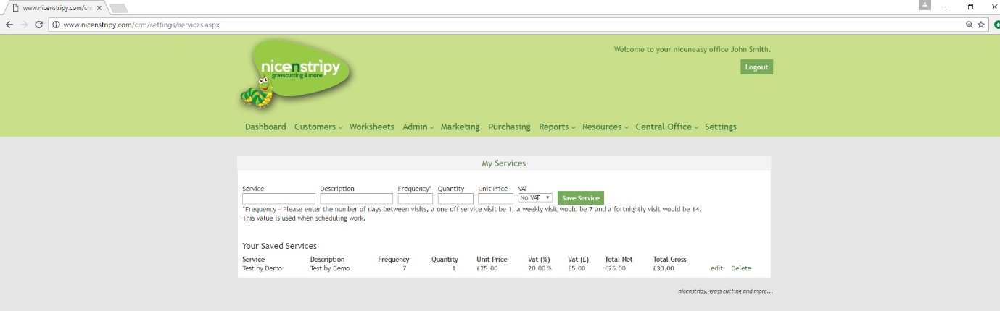 www.nicenstripy.com/crm
www.nicenstripy.com/crm/settings/services.aspx
Welcome to your niceneasy office John Smith.
Logout
nicenstripy
grasscutting & more
Dashboard Customers Worksheets Admin Marketing Purchasing Reports Resources Central Office Settings
My Services
Service Description Frequency* Quantity Unit Price VAT
No VAT Save Service
*Frequency - Please enter the number of days between visits, a one off service visit be 1, a weekly visit would be 7 and a fortnightly visit would be 14.
This value is used when scheduling work.
Your Saved Services
Service Description Frequency Quantity Unit Price Vat (%) Vat (£) Total Net Total Gross
Test by Demo Test by Demo 7 1 £25.00 20.00 % £5.00 £25.00 £30.00 edit Delete
nicenstripy, grass cutting and more...